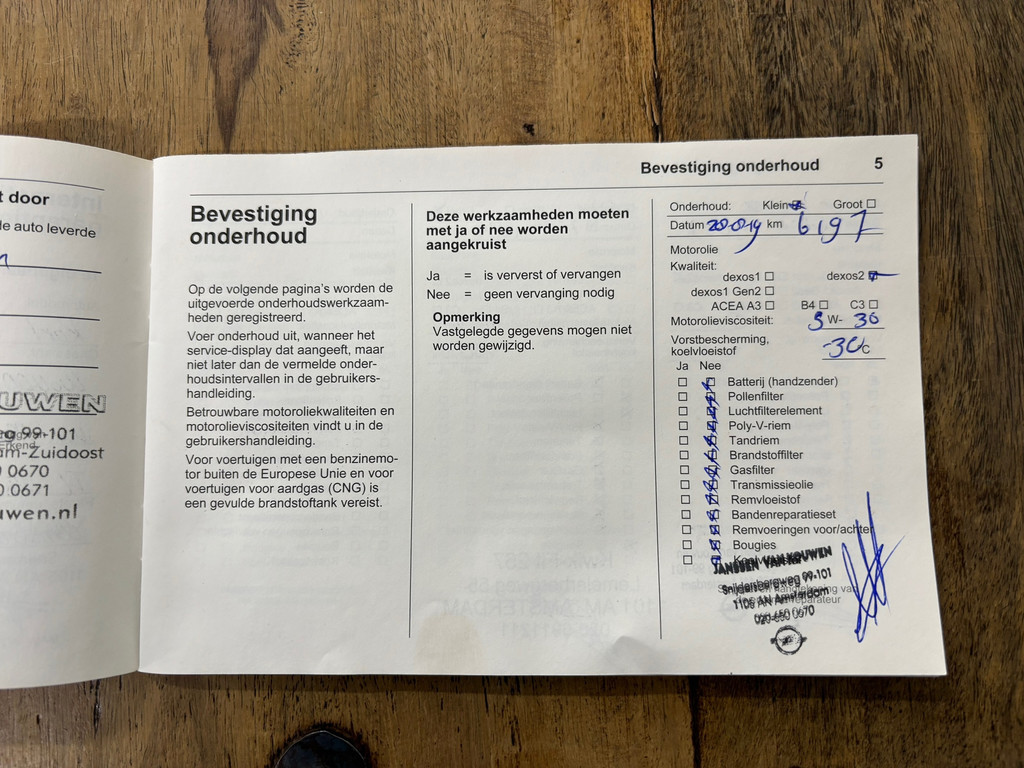 t door
de auto leverde
UWEN
g 99-101
am-Zuidoost
0 0670
0 0671
uwen.nl
Bevestiging onderhoud 5
Bevestiging
onderhoud
Op de volgende pagina's worden de
uitgevoerde onderhoudswerkzaam-
heden geregistreerd.
Voer onderhoud uit, wanneer het
service-display dat aangeeft, maar
niet later dan de vermelde onder-
houdsintervallen in de gebruikers-
handleiding.
Betrouwbare motoroliekwaliteiten en
motorolieviscositeiten vindt u in de
gebruikershandleiding.
Voor voertuigen met een benzinemo-
tor buiten de Europese Unie en voor
voertuigen voor aardgas (CNG) is
een gevulde brandstoftank vereist.
Deze werkzaamheden moeten
met ja of nee worden
aangekruist
Ja = is ververst of vervangen
Nee = geen vervanging nodig
Opmerking
Vastgelegde gegevens mogen niet
worden gewijzigd.
Onderhoud: Klein Groot
Datum km 6197
Motorolie
Kwaliteit:
dexos1 dexos2
dexos1 Gen2
ACEA A3 B4 C3
Motorolieviscositeit: 5 W- 30
Vorstbescherming,
koelvloeistof -30 C
Ja Nee
Batterij (handzender)
Pollenfilter
Luchtfilterelement
Poly-V-riem
Tandriem
Brandstoffilter
Gasfilter
Transmissieolie
Remvloeistof
Bandenreparatieset
Remvoeringen voor/achter
Bougies
JANSSEN VAN KOUWEN
Snijdersbergweg 99-101
1105 AN Amsterdam
020-650 0670